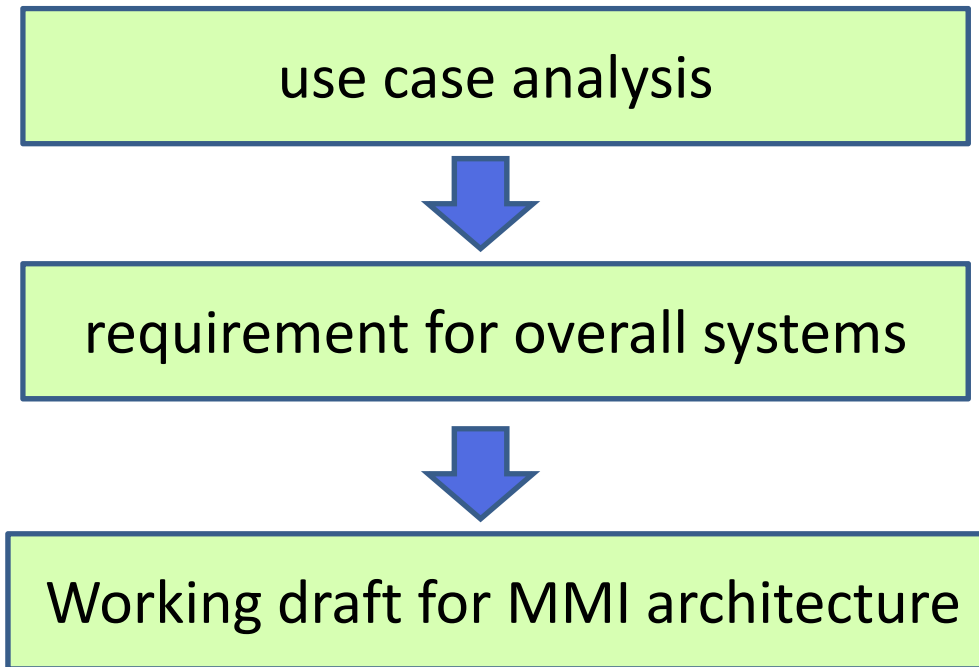 use case analysis
requirement for overall systems
Working draft for MMI architecture